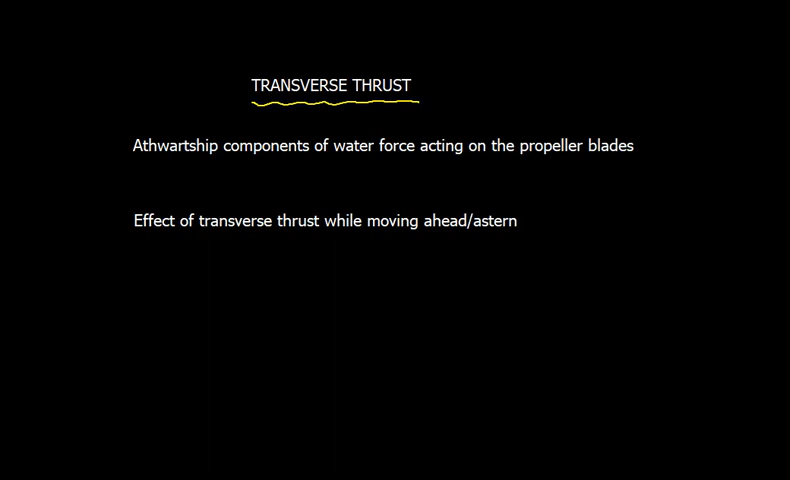 TRANSVERSE THRUST
Athwartship components of water force acting on the propeller blades
Effect of transverse thrust while moving ahead/astern